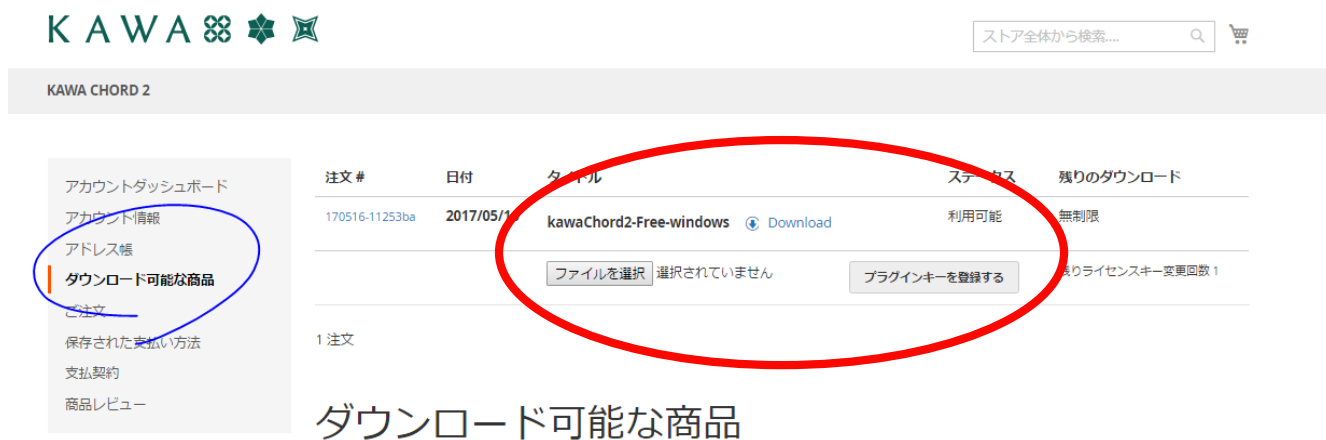 KAWA
ストア全体から検索....
KAWA CHORD 2
アカウントダッシュボード
アカウント情報
アドレス帳
ダウンロード可能な商品
ご注文
保存された支払い方法
支払契約
商品レビュー
注文 # 日付 タイトル ステータス 残りのダウンロード
170516-11253ba kawaChord2-Free-windows Download 利用可能 無制限
ファイルを選択 選択されていません プラグインキーを登録する 残りライセンスキー変更回数 1
1 注文
ダウンロード可能な商品